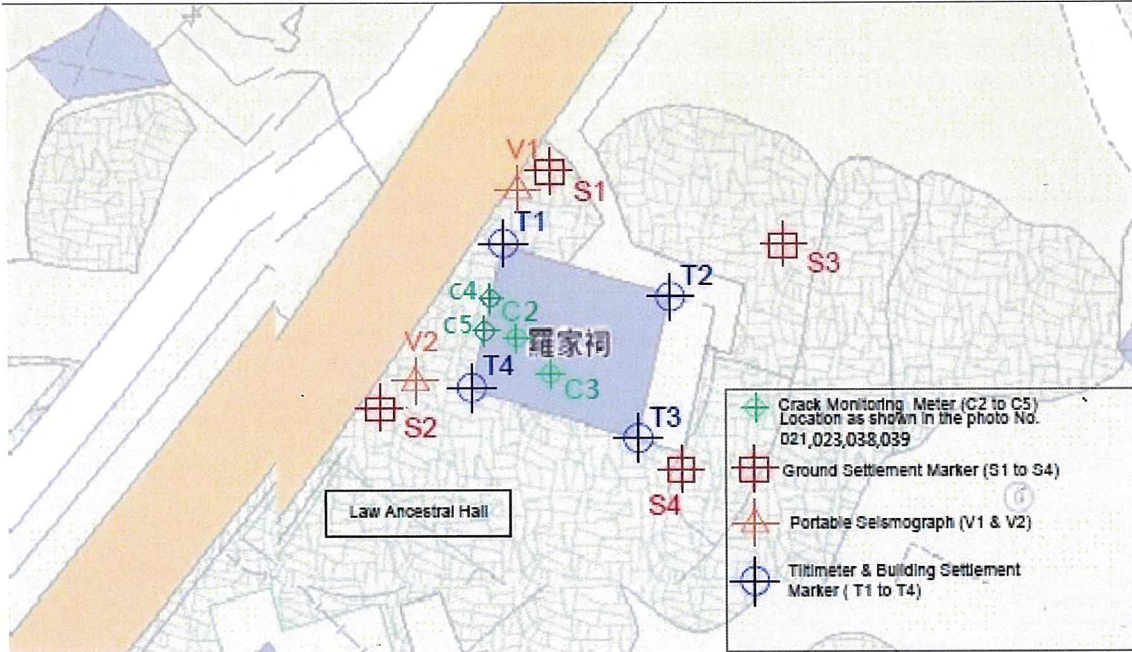 V1
S1
T1
S3
T2
C4
C2
C5
羅家祠
V2
T4
C3
S2
T3
S4
Law Ancestral Hall
Crack Monitoring Meter (C2 to C5)
Location as shown in the photo No.
021,023,038,039
Ground Settlement Marker (S1 to S4)
Portable Seismograph (V1 & V2)
Tiltimeter & Building Settlement
Marker ( T1 to T4)